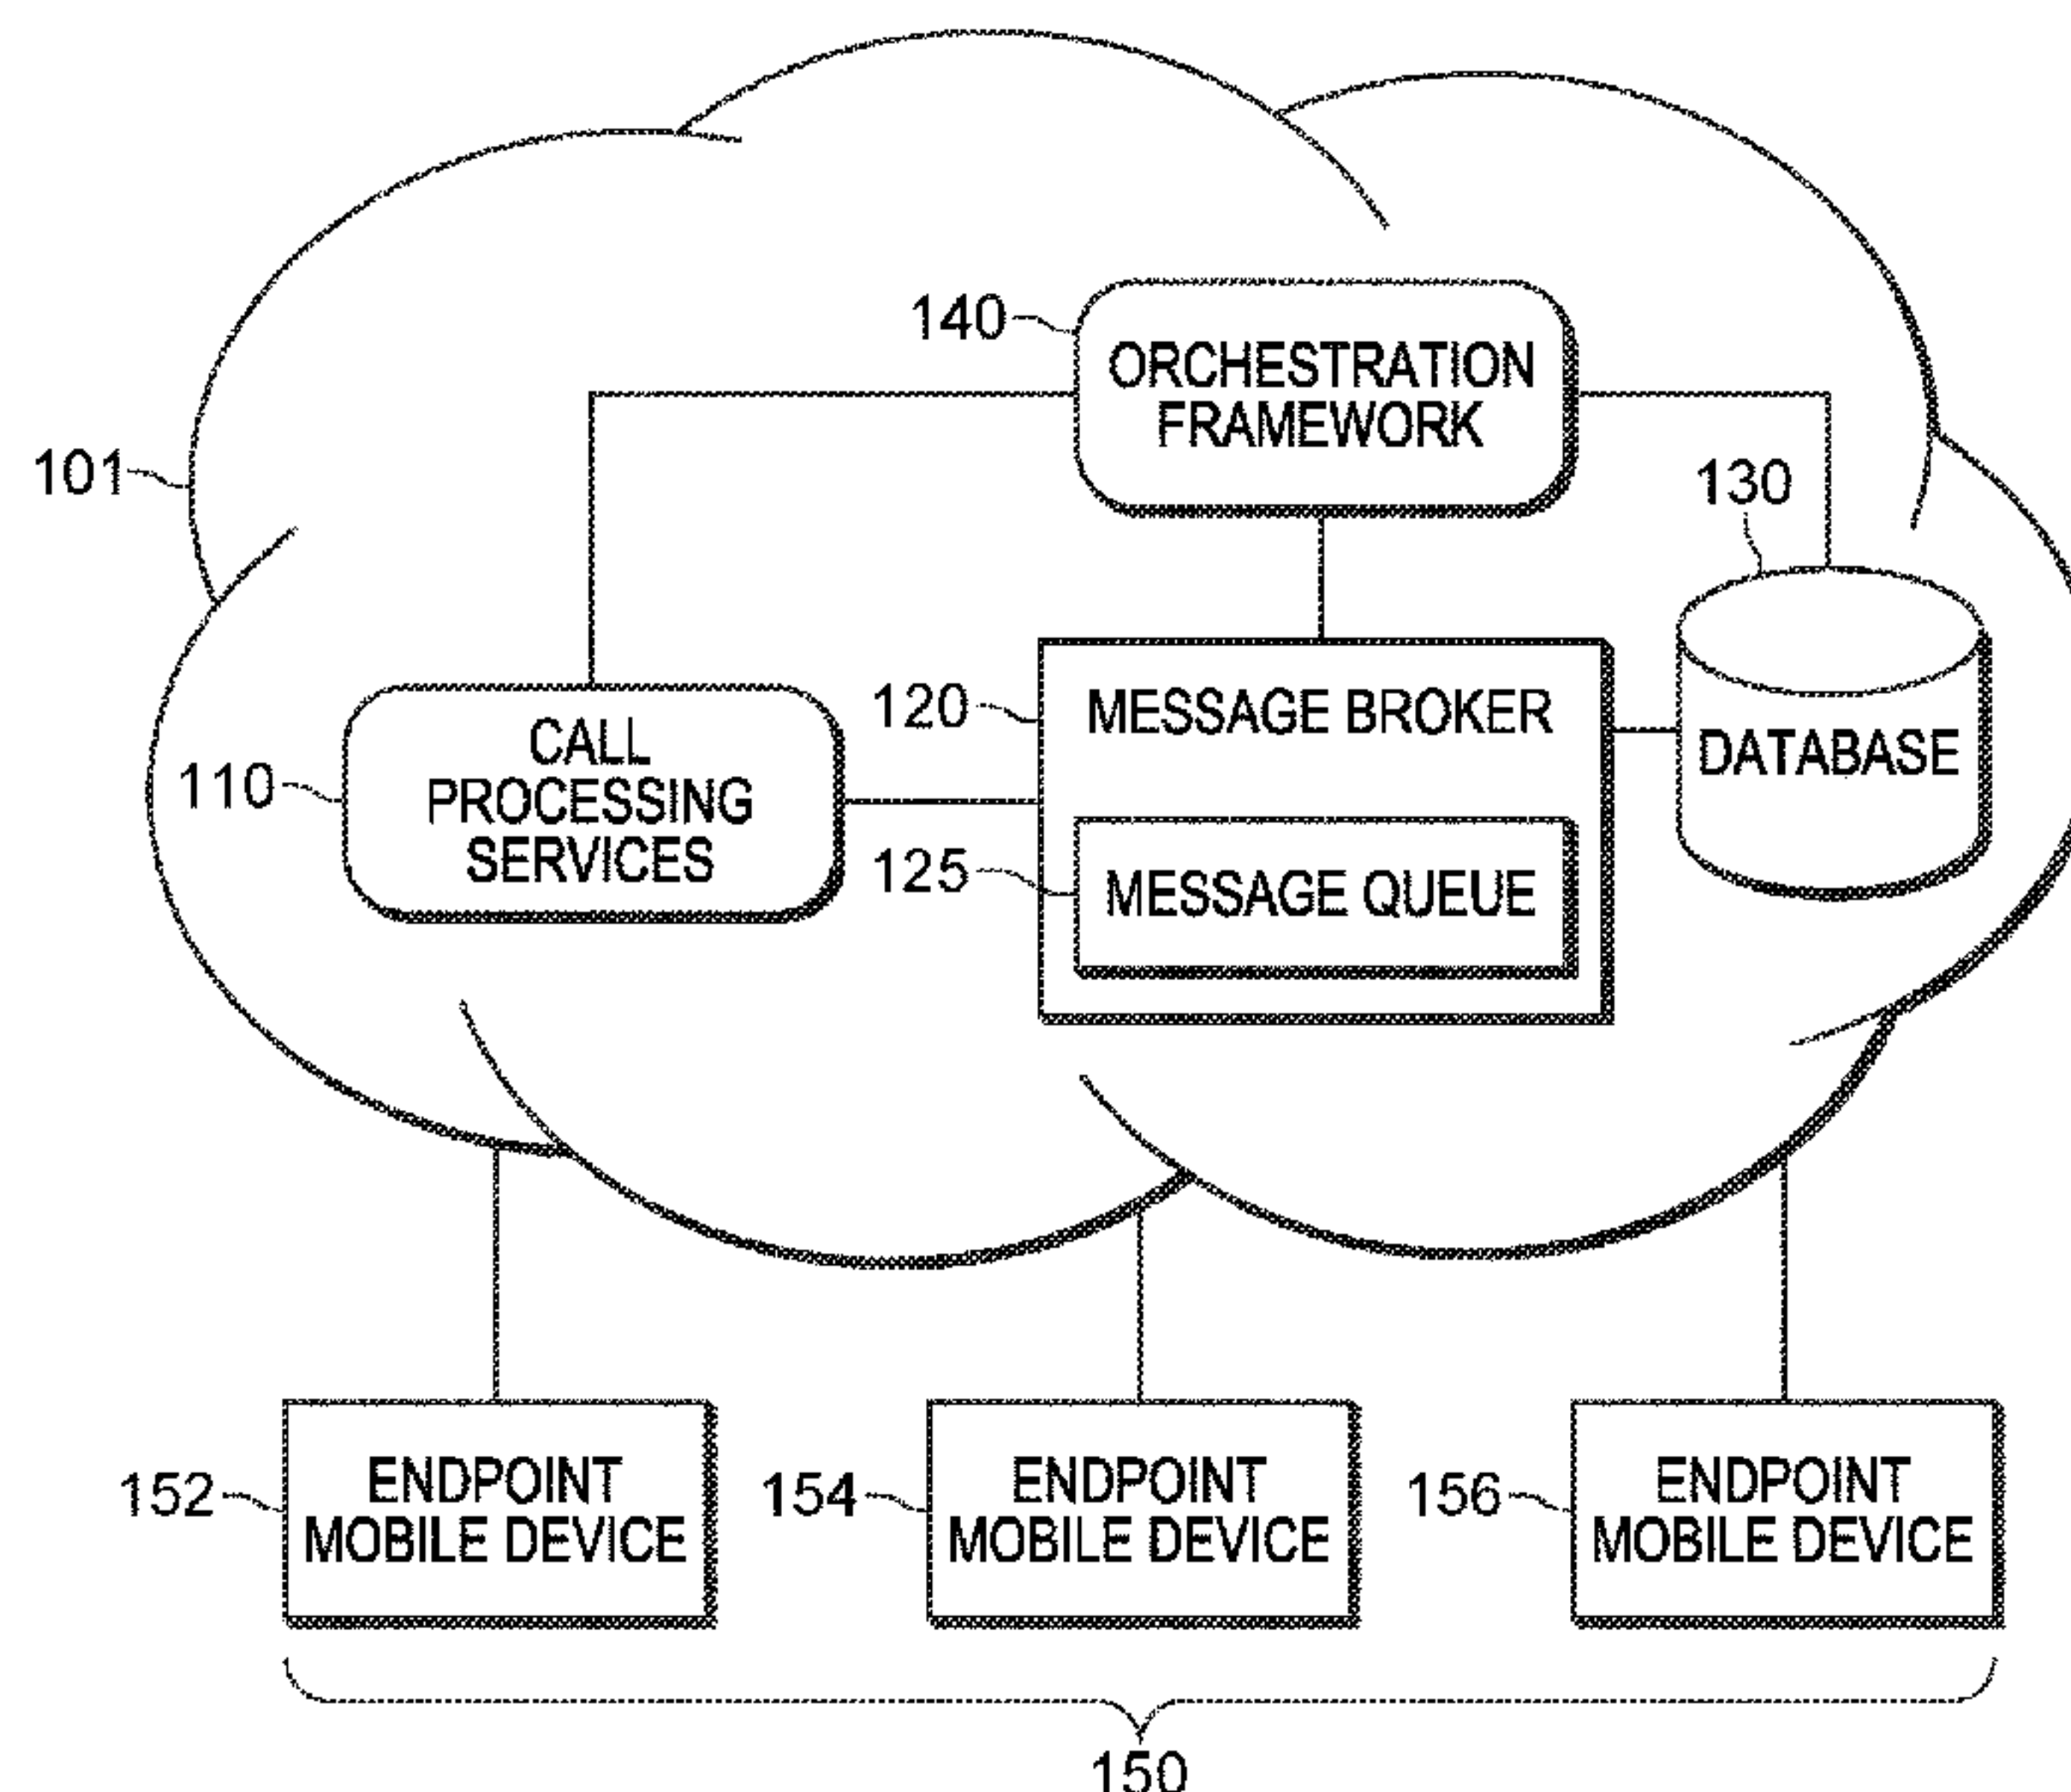 140
ORCHESTRATION
FRAMEWORK
101
130
120
MESSAGE BROKER
CALL
PROCESSING
SERVICES
110
DATABASE
125
MESSAGE QUEUE
152
ENDPOINT
MOBILE DEVICE
154
ENDPOINT
MOBILE DEVICE
156
ENDPOINT
MOBILE DEVICE
150